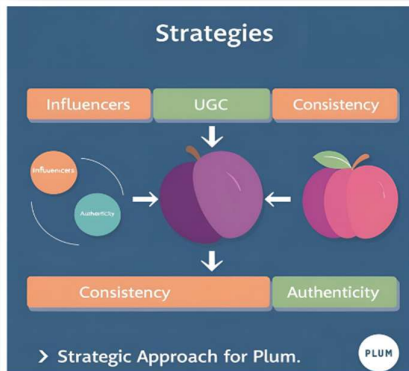 Strategies
Influencers UGC Consistency
Influencers
Authenticity
Consistency Authenticity
> Strategic Approach for Plum.
PLUM